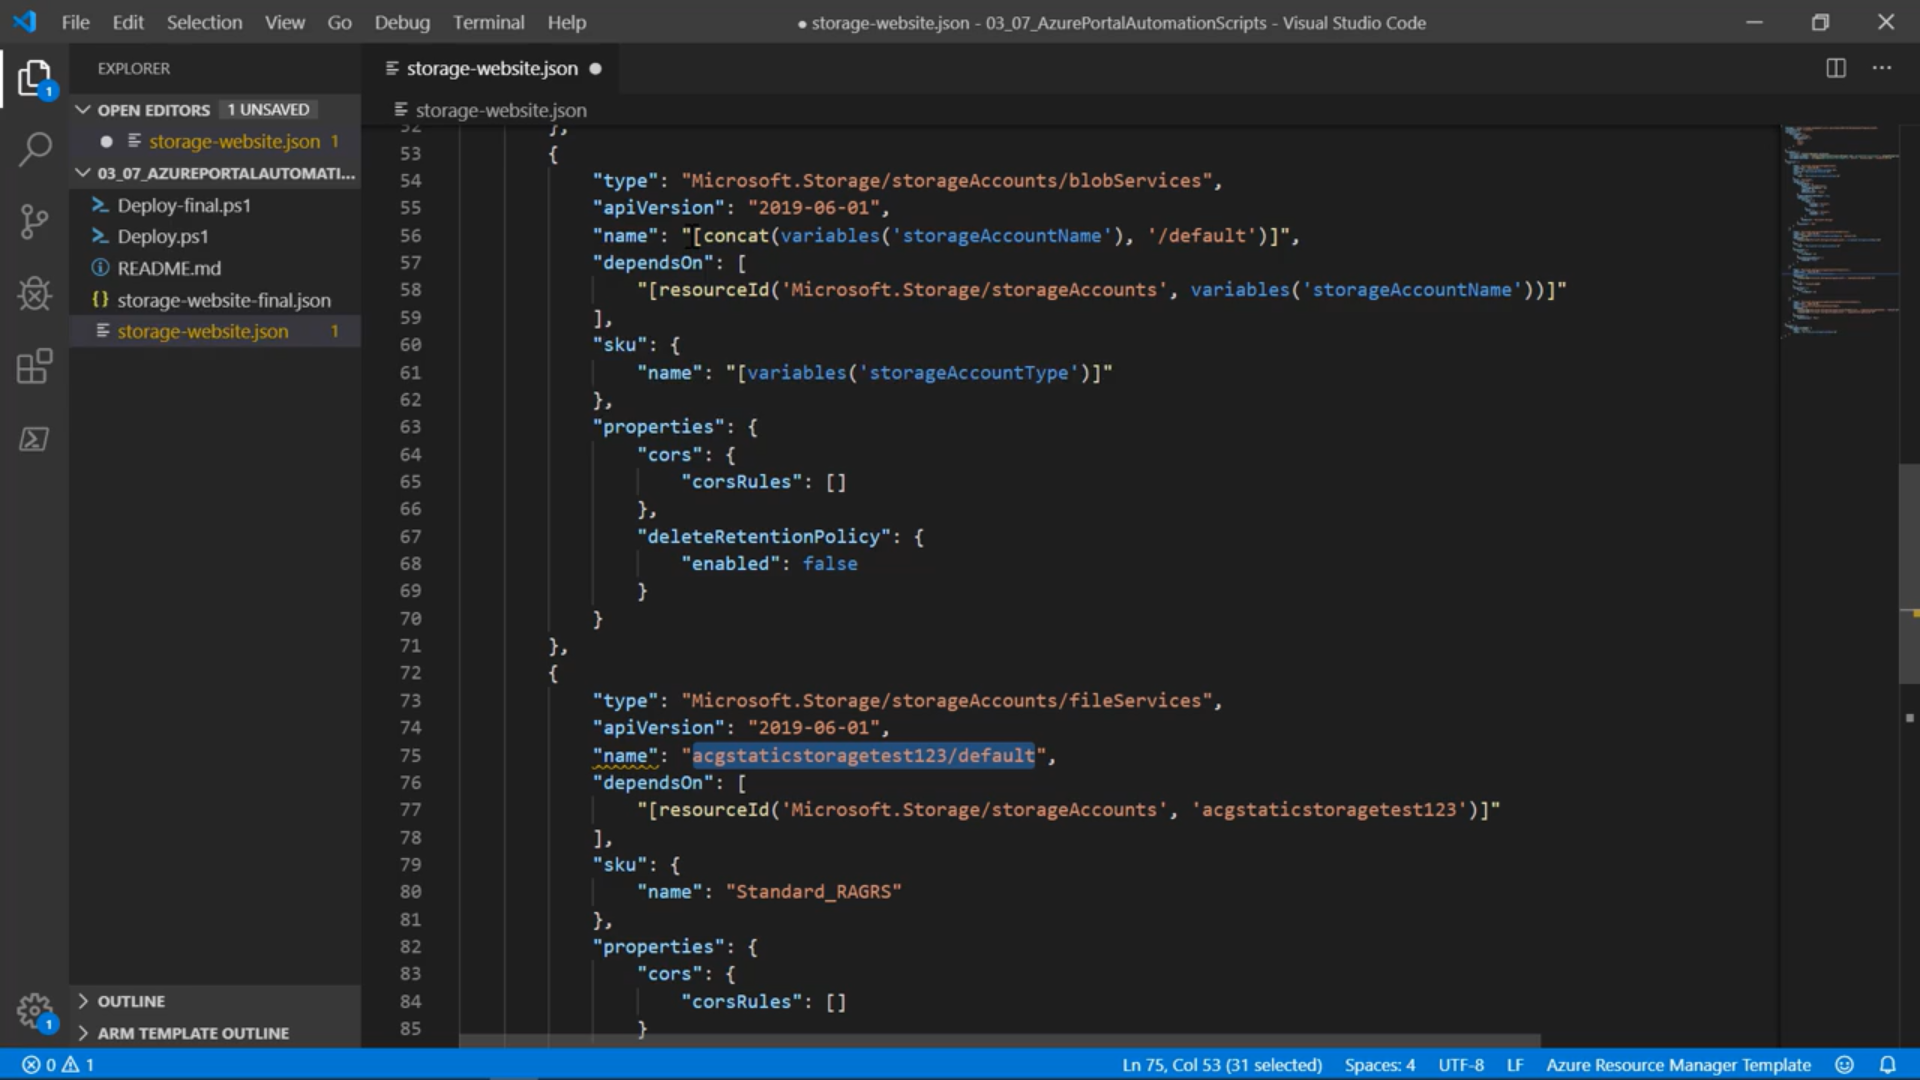 File Edit Selection View Go Debug Terminal Help
● storage-website.json - 03_07_AzurePortalAutomationScripts - Visual Studio Code
EXPLORER
OPEN EDITORS 1 UNSAVED
storage-website.json 1
03_07_AZUREPORTALAUTOMATI...
Deploy-final.ps1
Deploy.ps1
README.md
storage-website-final.json
storage-website.json 1
OUTLINE
ARM TEMPLATE OUTLINE
1
1
storage-website.json ●
storage-website.json
52 },
53 {
54 "type": "Microsoft.Storage/storageAccounts/blobServices",
55 "apiVersion": "2019-06-01",
56 "name": "[concat(variables('storageAccountName'), '/default')]",
57 "dependsOn": [
58 "[resourceId('Microsoft.Storage/storageAccounts', variables('storageAccountName'))]"
59 ],
60 "sku": {
61 "name": "[variables('storageAccountType')]"
62 },
63 "properties": {
64 "cors": {
65 "corsRules": []
66 },
67 "deleteRetentionPolicy": {
68 "enabled": false
69 }
70 }
71 },
72 {
73 "type": "Microsoft.Storage/storageAccounts/fileServices",
74 "apiVersion": "2019-06-01",
75 "name": "acgstaticstoragetest123/default",
76 "dependsOn": [
77 "[resourceId('Microsoft.Storage/storageAccounts', 'acgstaticstoragetest123')]"
78 ],
79 "sku": {
80 "name": "Standard_RAGRS"
81 },
82 "properties": {
83 "cors": {
84 "corsRules": []
85 }
0 1
Ln 75, Col 53 (31 selected) Spaces: 4 UTF-8 LF Azure Resource Manager Template